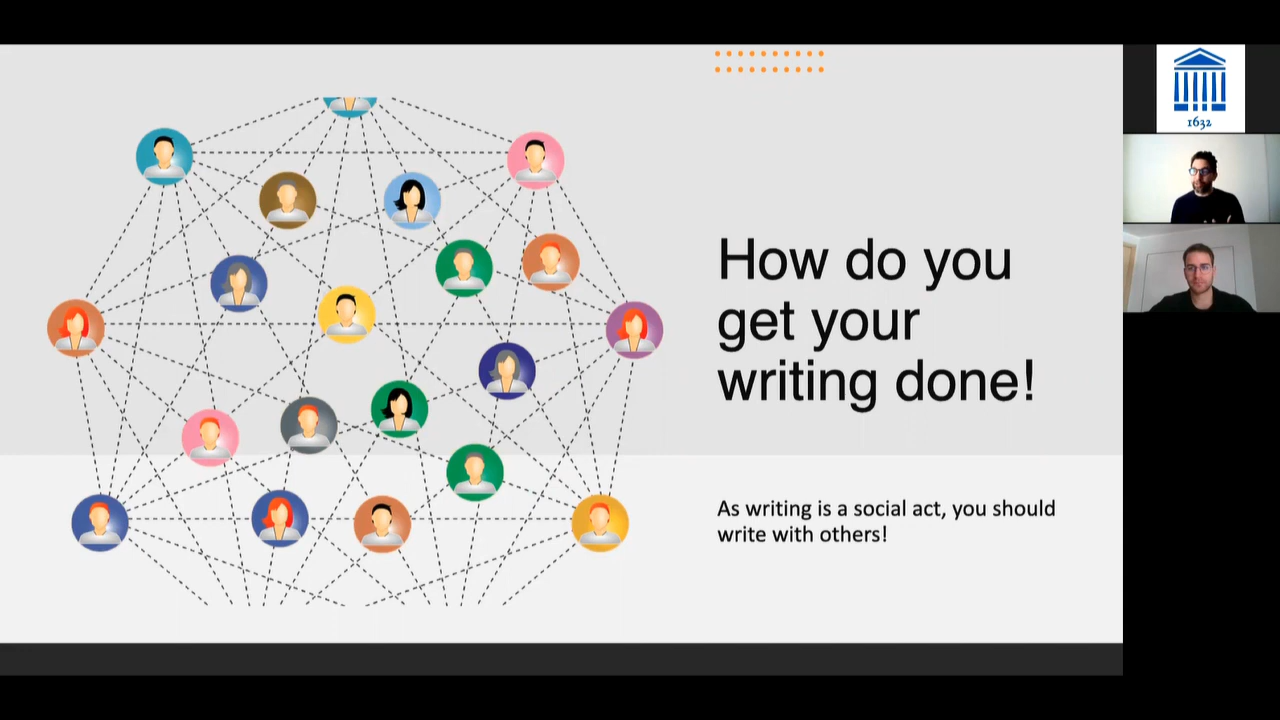 1632
How do you
get your
writing done!
As writing is a social act, you should
write with others!